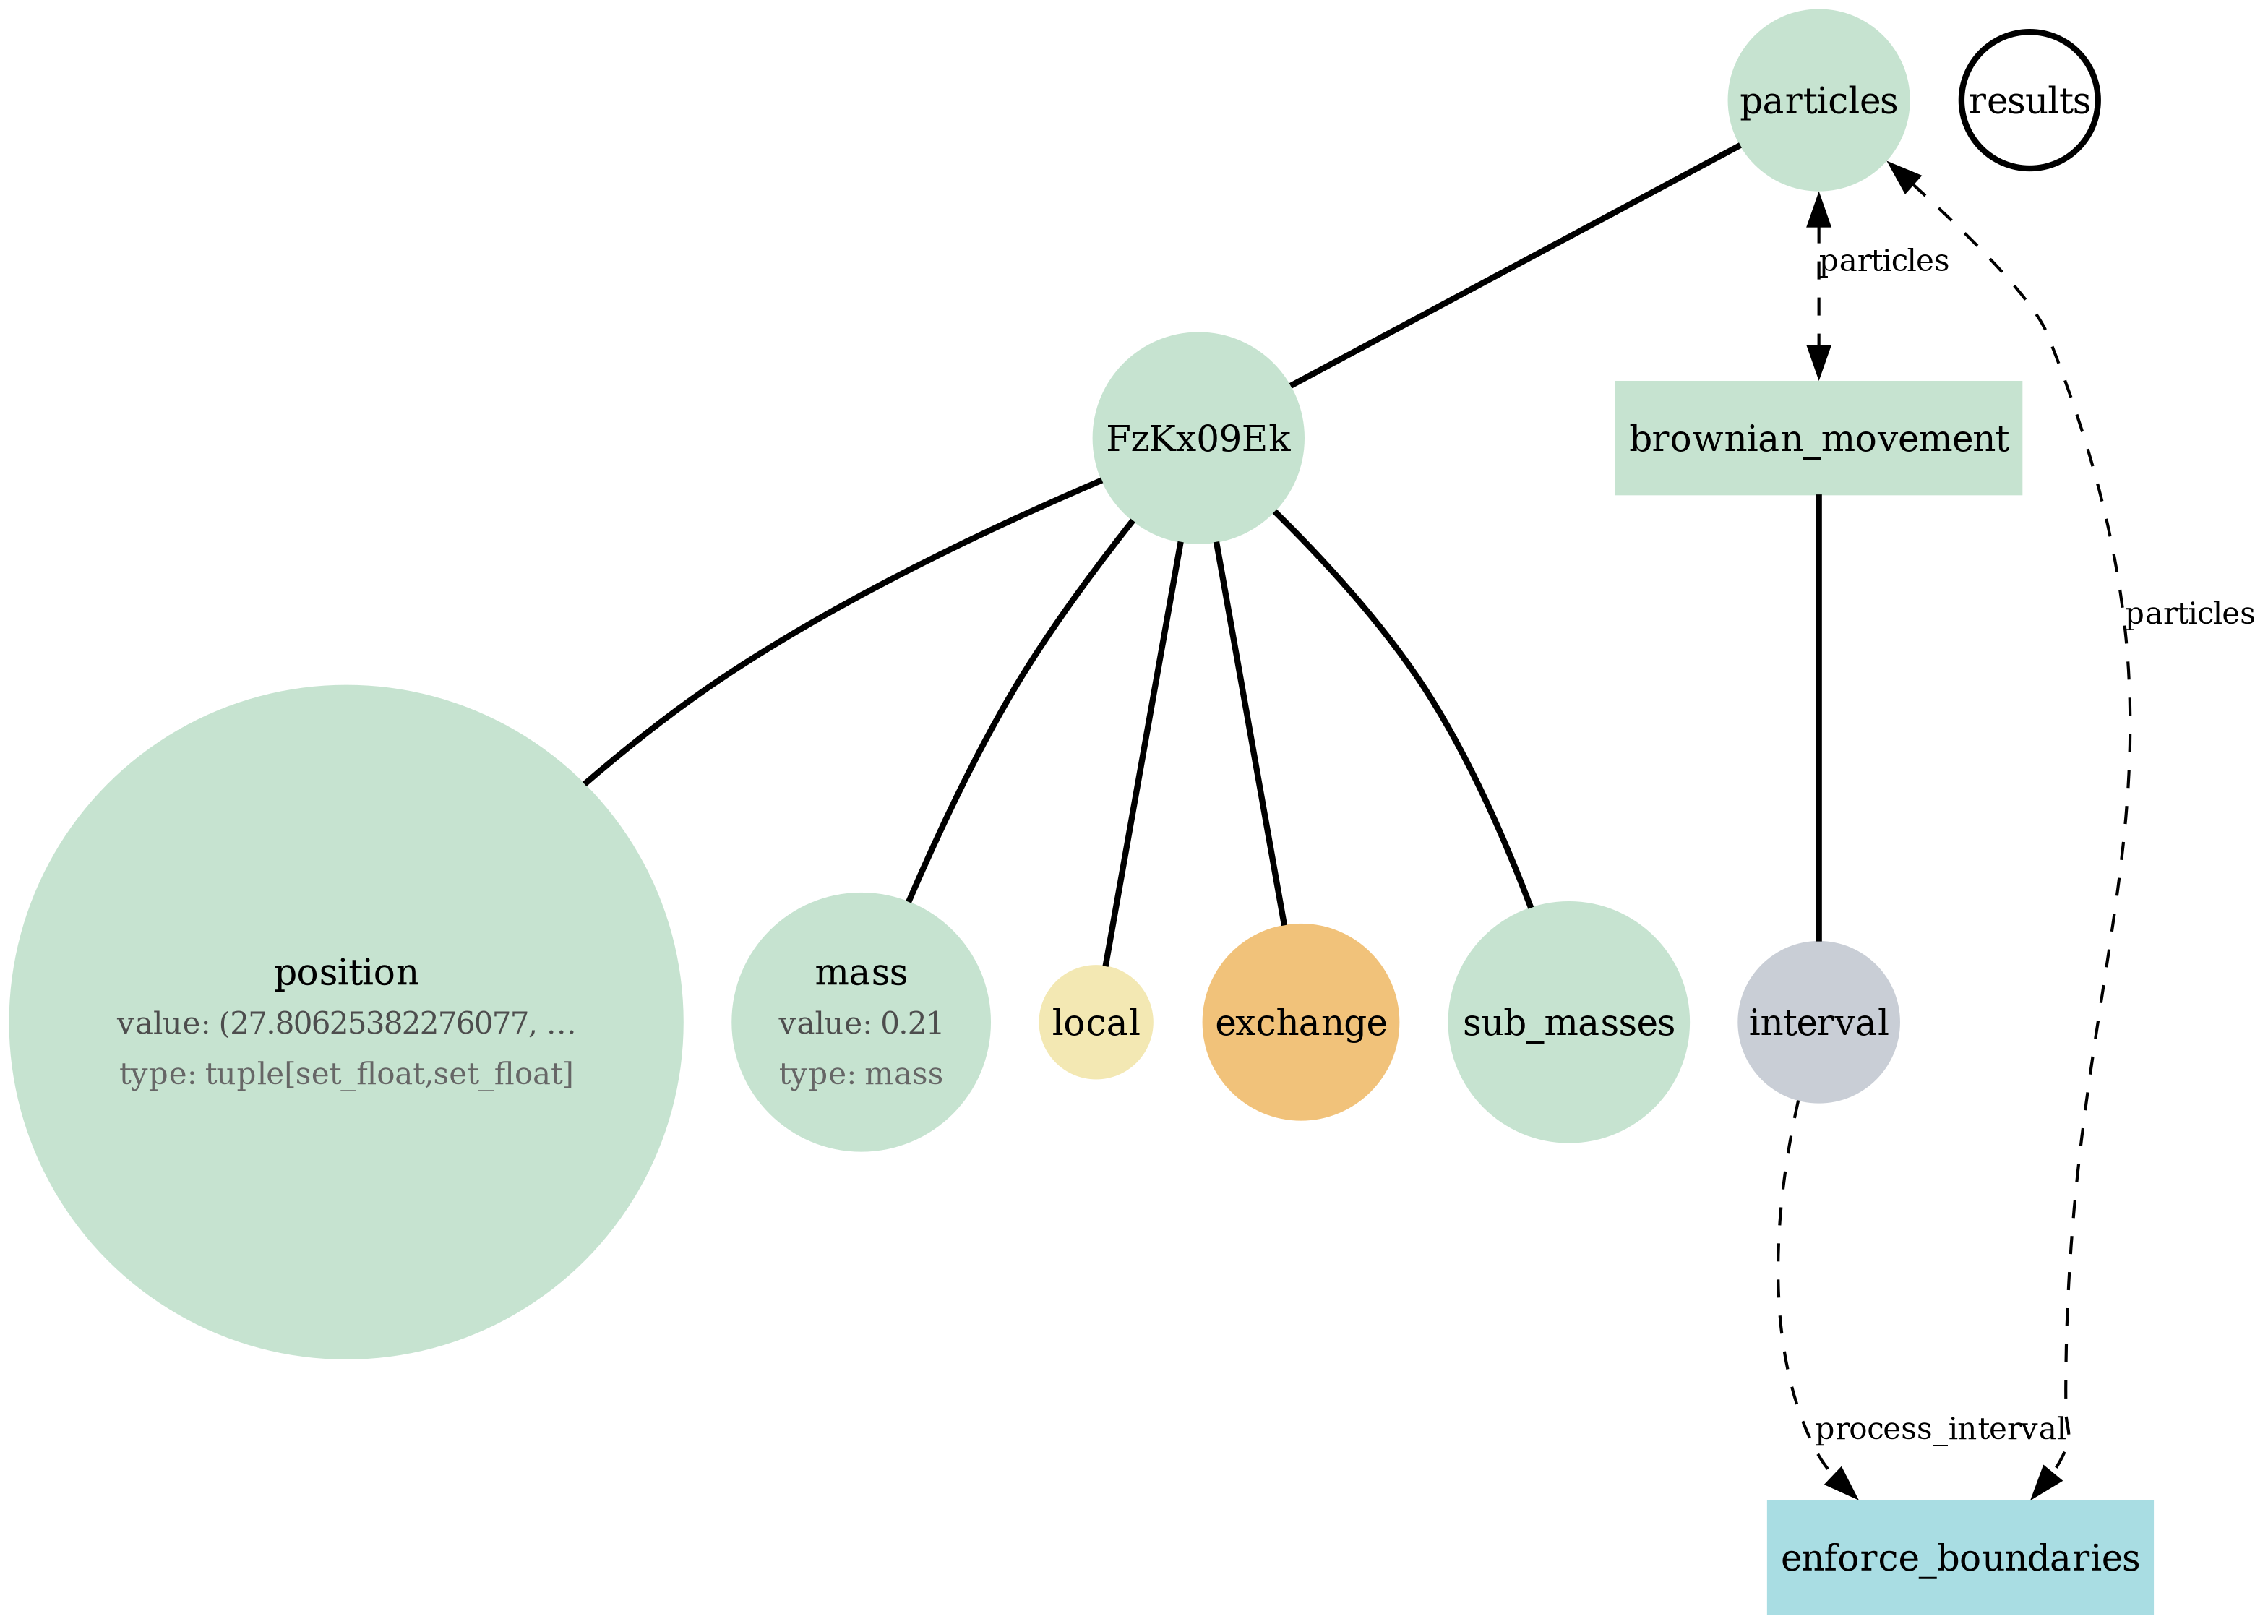 particles
results
particles
FzKx09Ek
brownian_movement
particles
position
value: (27.80625382276077, ...
type: tuple[set_float,set_float]
mass
value: 0.21
type: mass
local
exchange
sub_masses
interval
process_interval
enforce_boundaries